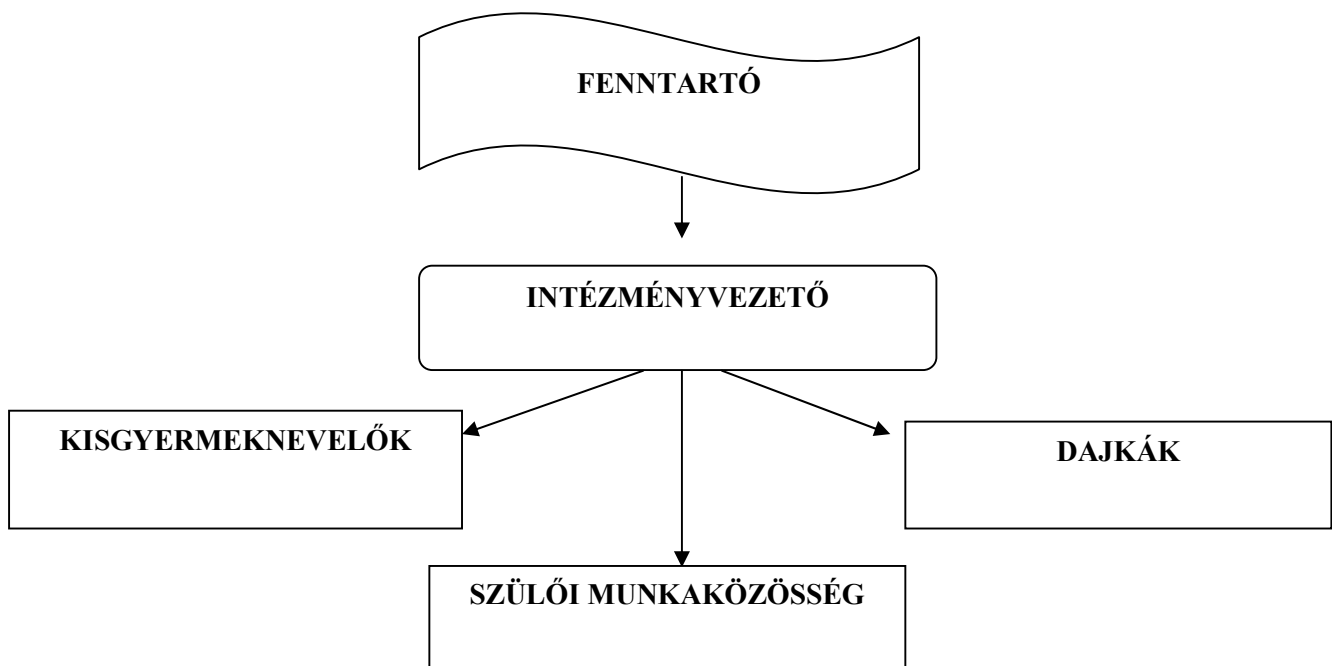 FENNTARTÓ
INTÉZMÉNYVEZETŐ
KISGYERMEKNEVELŐK
DAJKÁK
SZÜLŐI MUNKAKÖZÖSSÉG